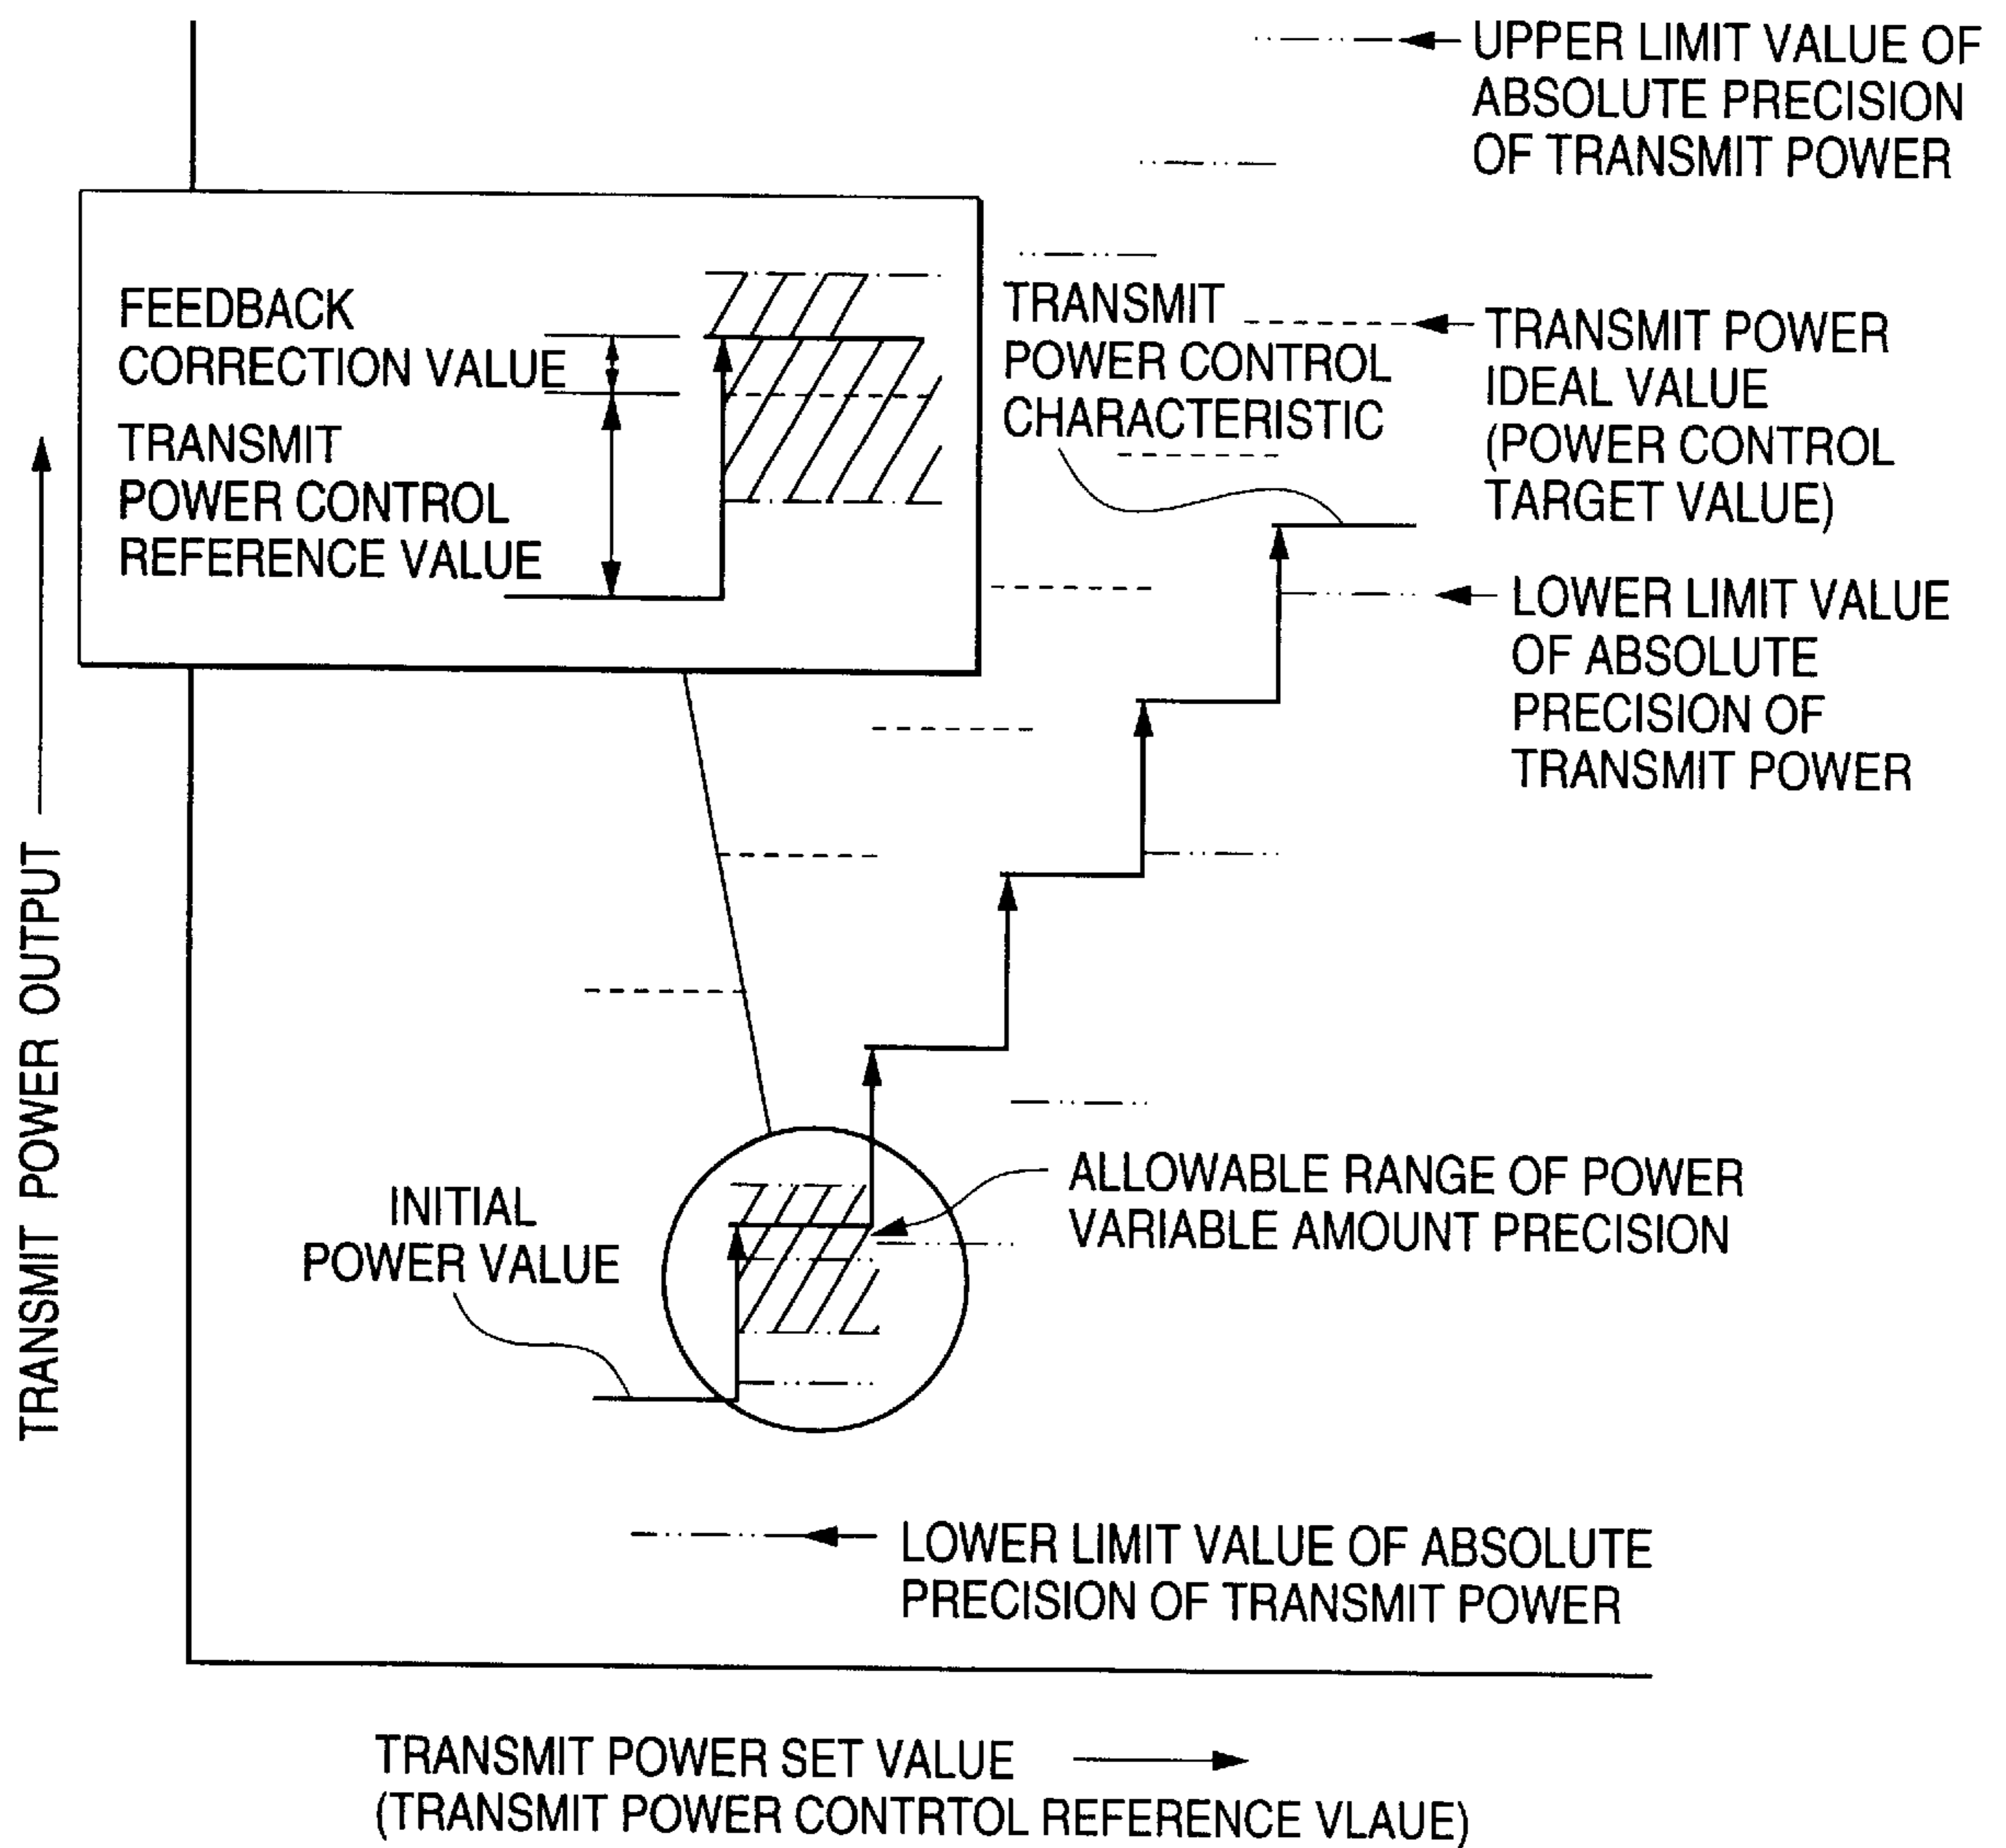 UPPER LIMIT VALUE OF
ABSOLUTE PRECISION
OF TRANSMIT POWER
FEEDBACK
CORRECTION VALUE
TRANSMIT
POWER CONTROL
REFERENCE VALUE
TRANSMIT
POWER CONTROL
CHARACTERISTIC
TRANSMIT POWER
IDEAL VALUE
(POWER CONTROL
TARGET VALUE)
LOWER LIMIT VALUE
OF ABSOLUTE
PRECISION OF
TRANSMIT POWER
TRANSMIT POWER OUTPUT
INITIAL
POWER VALUE
ALLOWABLE RANGE OF POWER
VARIABLE AMOUNT PRECISION
LOWER LIMIT VALUE OF ABSOLUTE
PRECISION OF TRANSMIT POWER
TRANSMIT POWER SET VALUE
(TRANSMIT POWER CONTRTOL REFERENCE VLAUE)